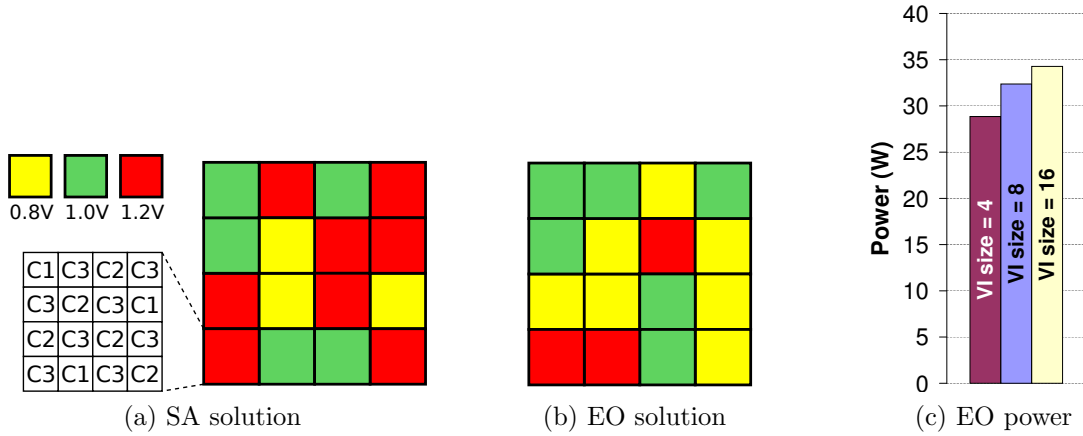 0.8V 1.0V 1.2V
C1 C3 C2 C3
C3 C2 C3 C1
C2 C3 C2 C3
C3 C1 C3 C2
(a) SA solution
(b) EO solution
40
35
30
25
20
15
10
5
0
Power (W)
VI size = 4
VI size = 8
VI size = 16
(c) EO power